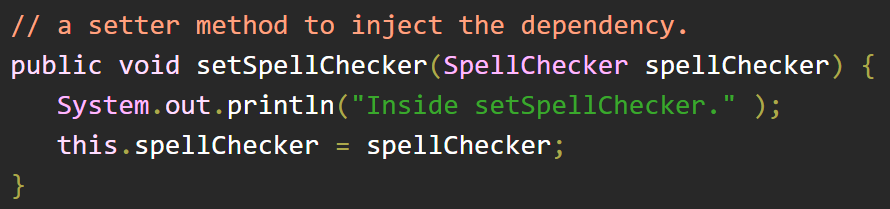 // a setter method to inject the dependency.
public void setSpellChecker(SpellChecker spellChecker) {
   System.out.println("Inside setSpellChecker." );
   this.spellChecker = spellChecker;
}